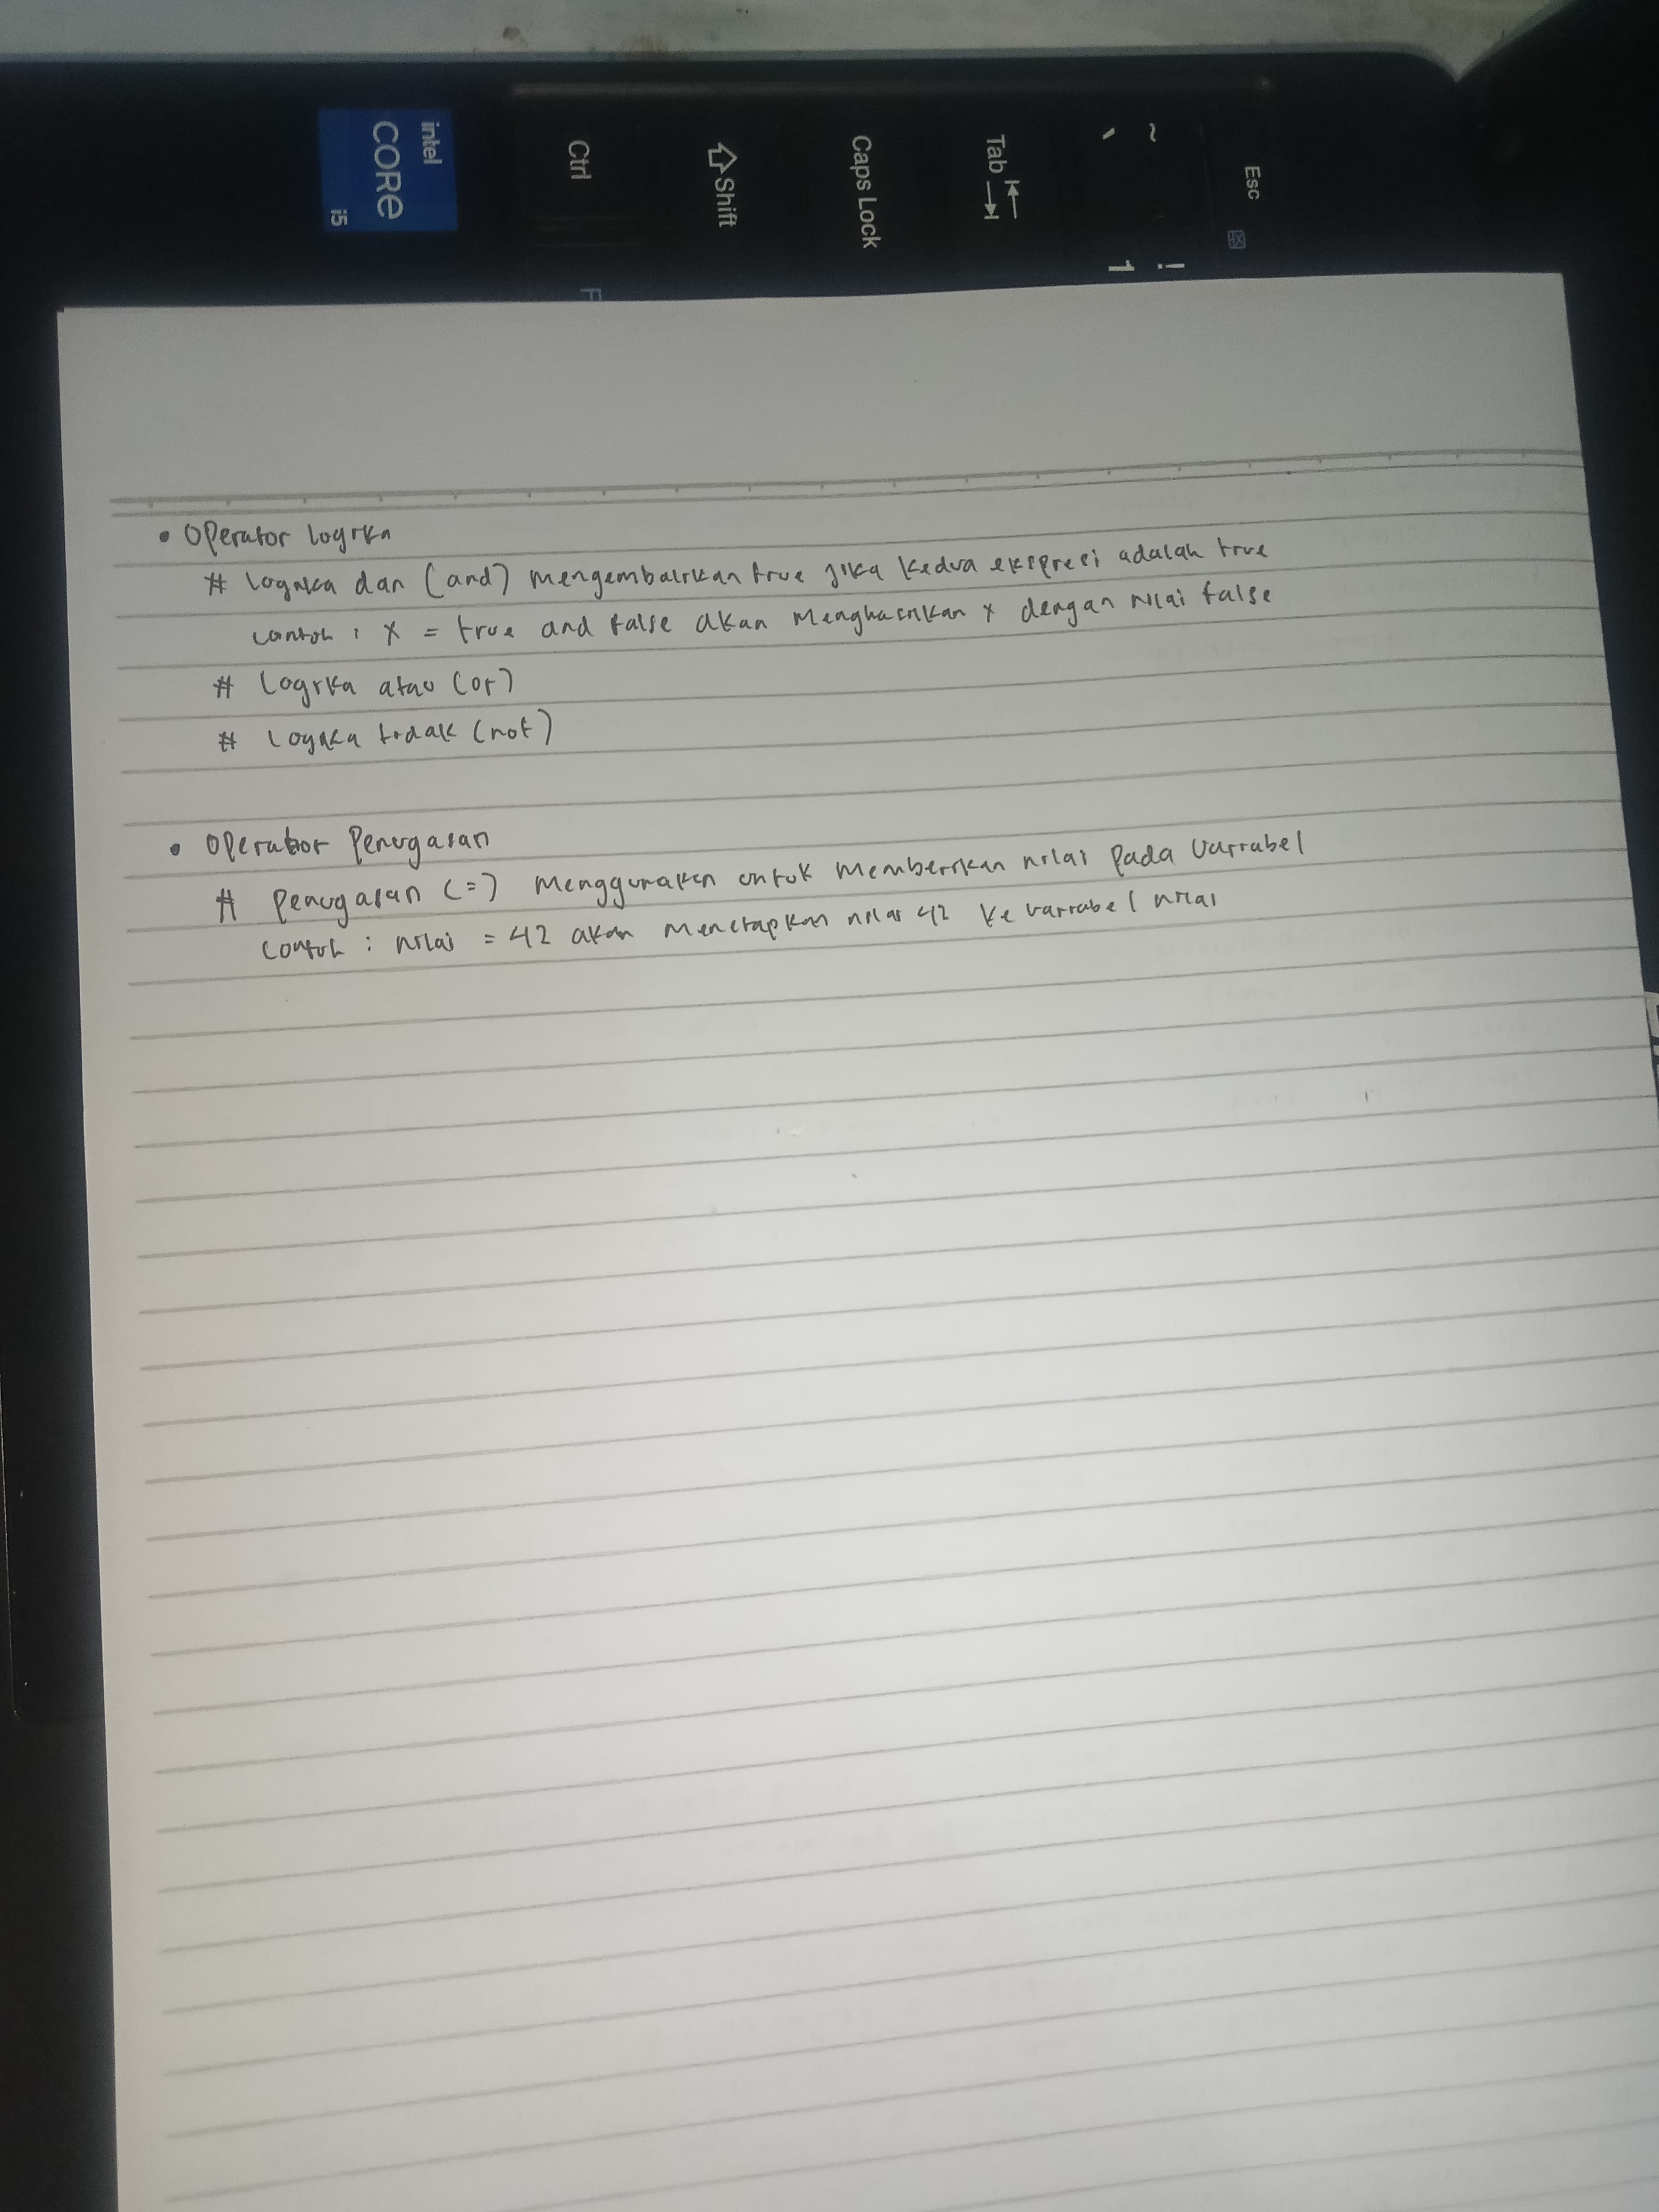 Esc
~
`
!
1
Tab
Caps Lock
Shift
Ctrl
F
intel
CORE
i5
• Operator logika
# logika dan (and) mengembalikan true jika kedua ekspresi adalah true
contoh : x = true and false akan menghasilkan x dengan nilai false
# Logika atau (or)
# Logika tidak (not)
• Operator Penugasan
# Penugasan (=) menggunakan untuk memberikan nilai pada variabel
contoh : nilai = 42 akan menetapkan nilai 42 ke variabel nilai